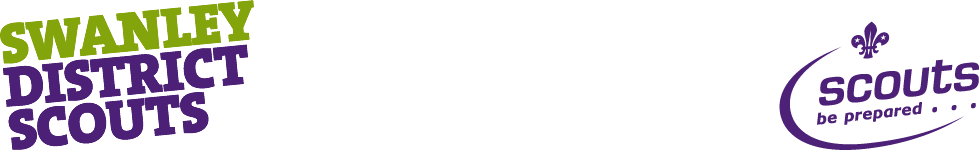 SWANLEY
DISTRICT
SCOUTS
scouts
be prepared . . .